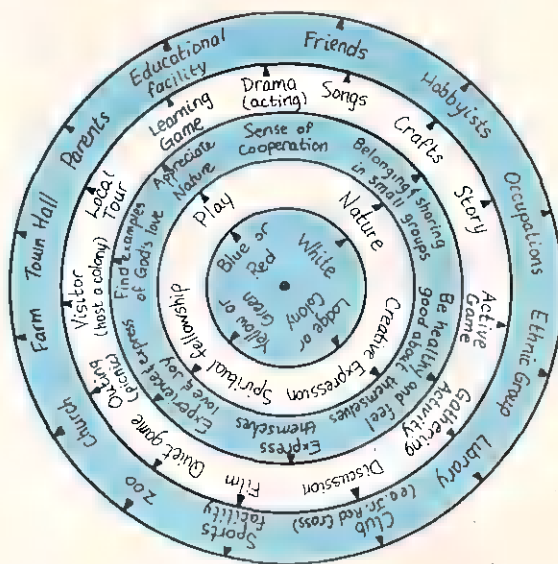 Friends
Hobbyists
Occupations
Ethnic Group
Library
Club
(eg. Jr. Red Cross)
Sports
Facility
Zoo
Church
Farm
Town Hall
Parents
Educational
facility
Drama
(acting)
Songs
Crafts
Story
Active
Game
Gathering
Activity
Discussion
Film
Quiet game
Outing
(picnic)
Visitor
(host a colony)
Local
Tour
Learning
Game
Sense of
Cooperation
Belonging & sharing
in small groups
Be healthy and feel
good about themselves
Express
themselves
Experience & express
love & joy
Find examples
of God's love
Appreciate
Nature
Play
Nature
Creative Expression
Spiritual fellowship
Blue or
Red
White
Lodge or
Colony
Yellow or
Green